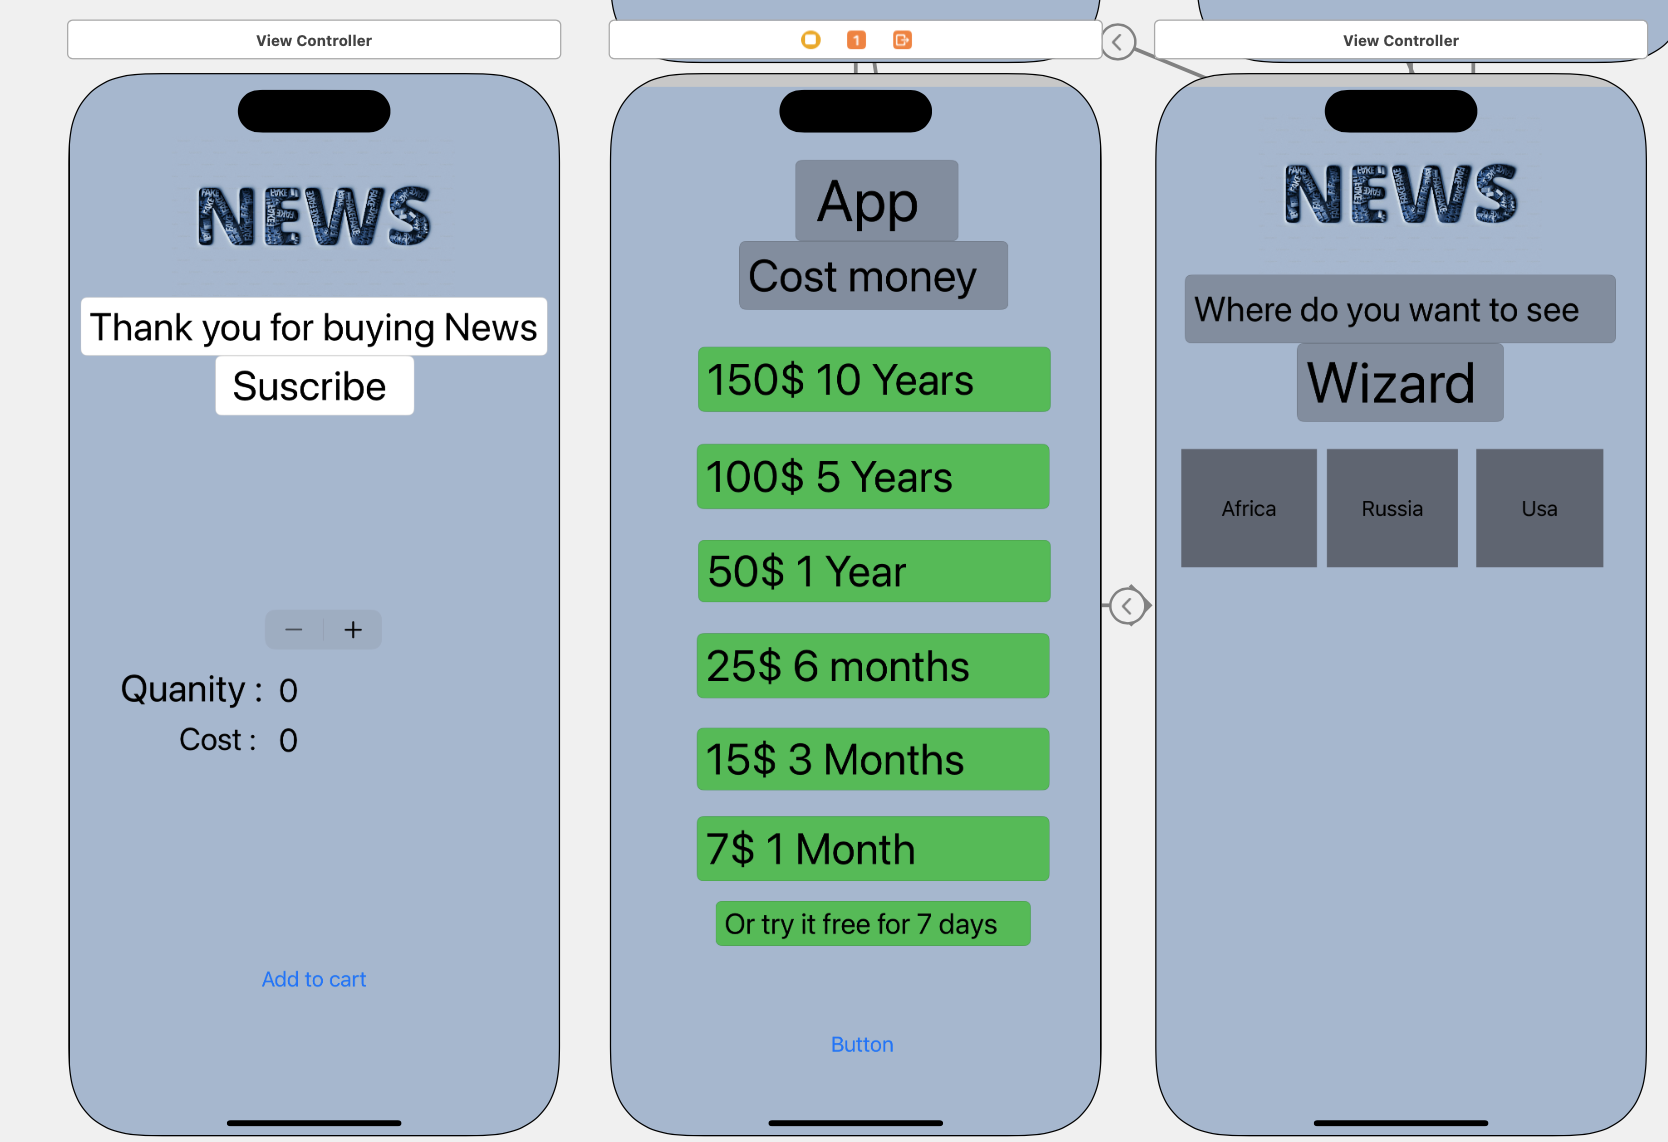 View Controller
NEWS
Thank you for buying News
Suscribe
− +
Quanity : 0
Cost : 0
Add to cart
1
App
Cost money
150$ 10 Years
100$ 5 Years
50$ 1 Year
25$ 6 months
15$ 3 Months
7$ 1 Month
Or try it free for 7 days
Button
View Controller
NEWS
Where do you want to see
Wizard
Africa
Russia
Usa